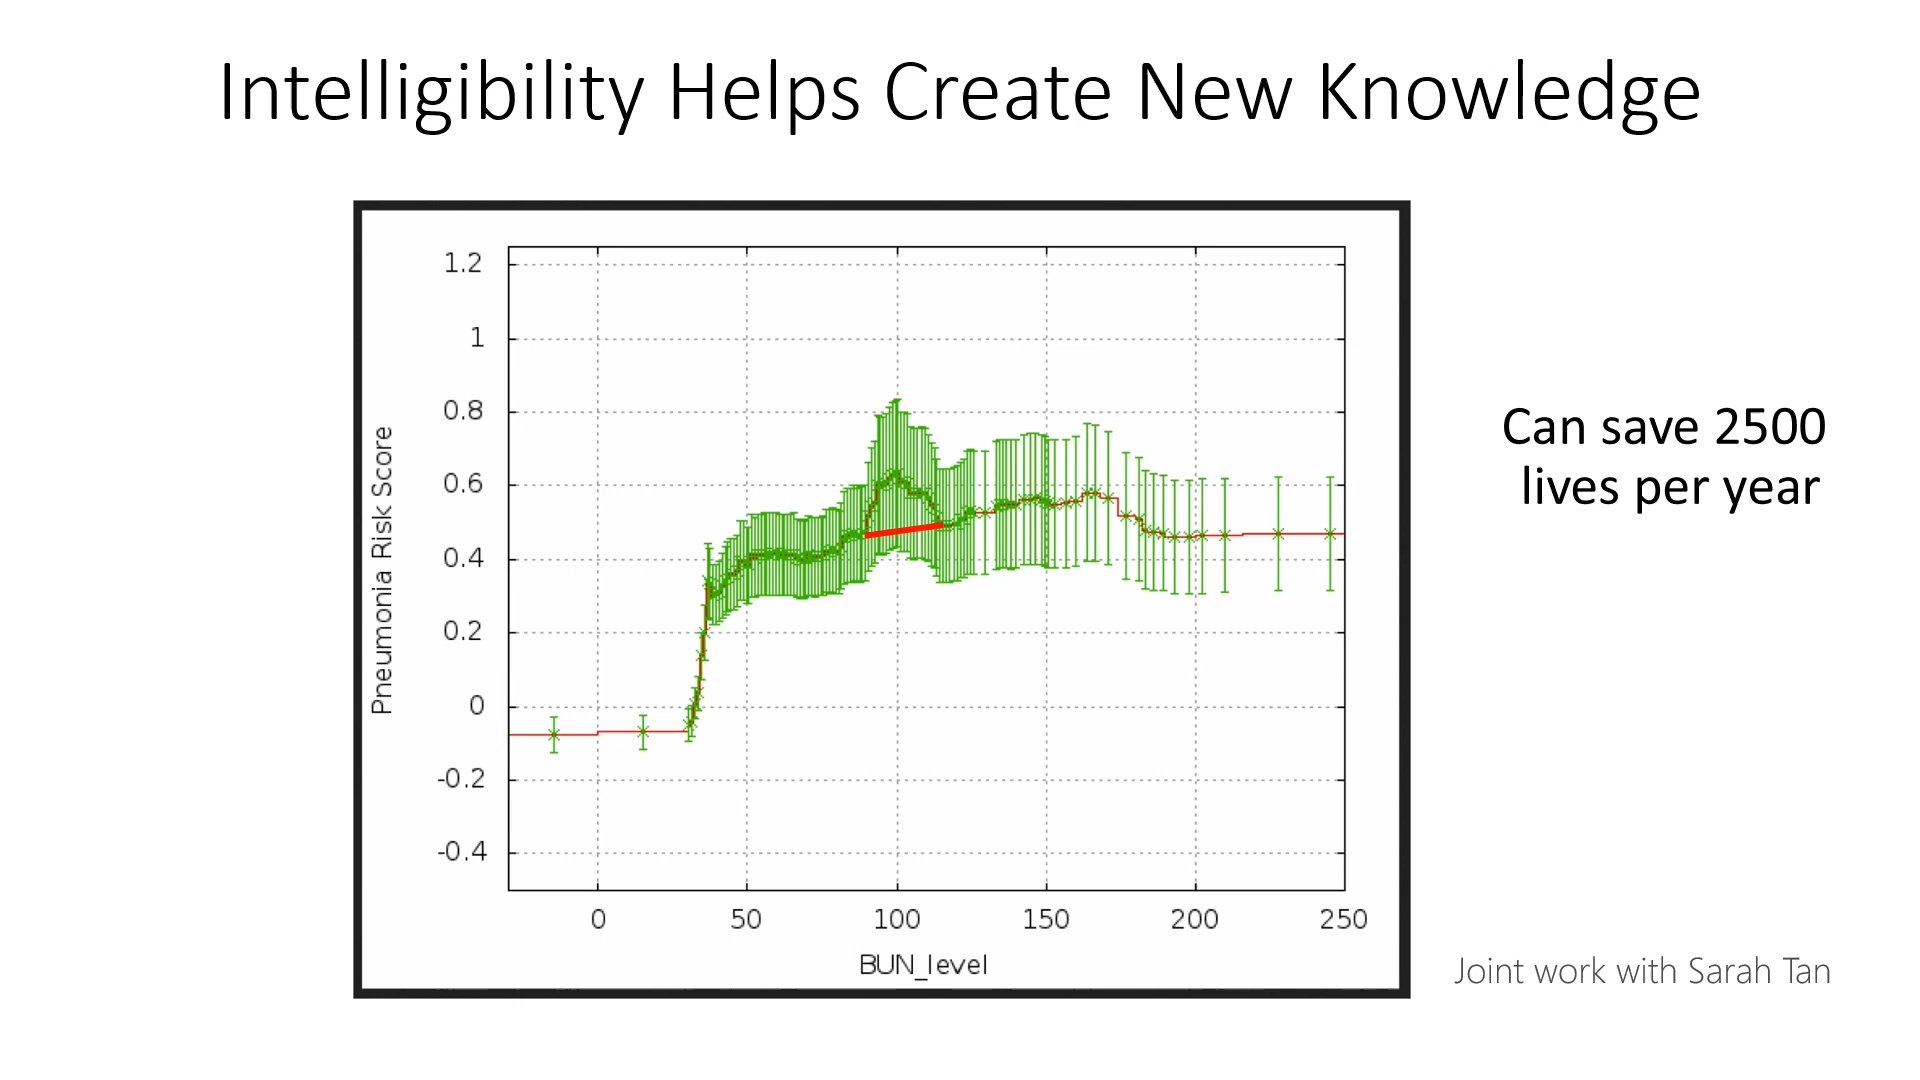 Intelligibility Helps Create New Knowledge
1.2
1
0.8
0.6
0.4
0.2
0
-0.2
-0.4
Pneumonia Risk Score
0 50 100 150 200 250
BUN_level
Can save 2500
lives per year
Joint work with Sarah Tan